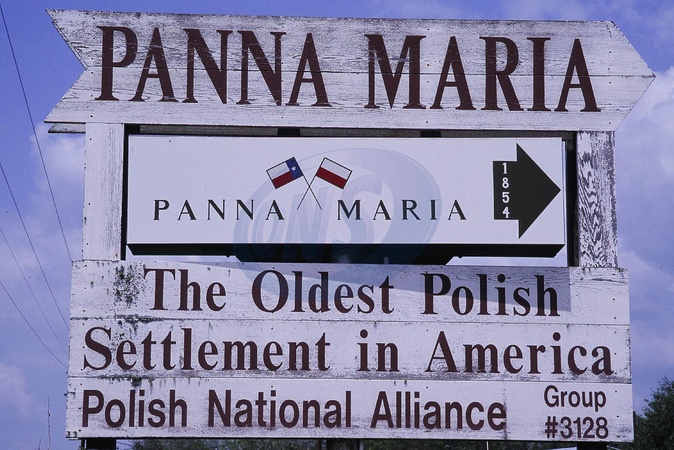 PANNA MARIA
PANNA MARIA
1854
The Oldest Polish
Settlement in America
Polish National Alliance Group
#3128